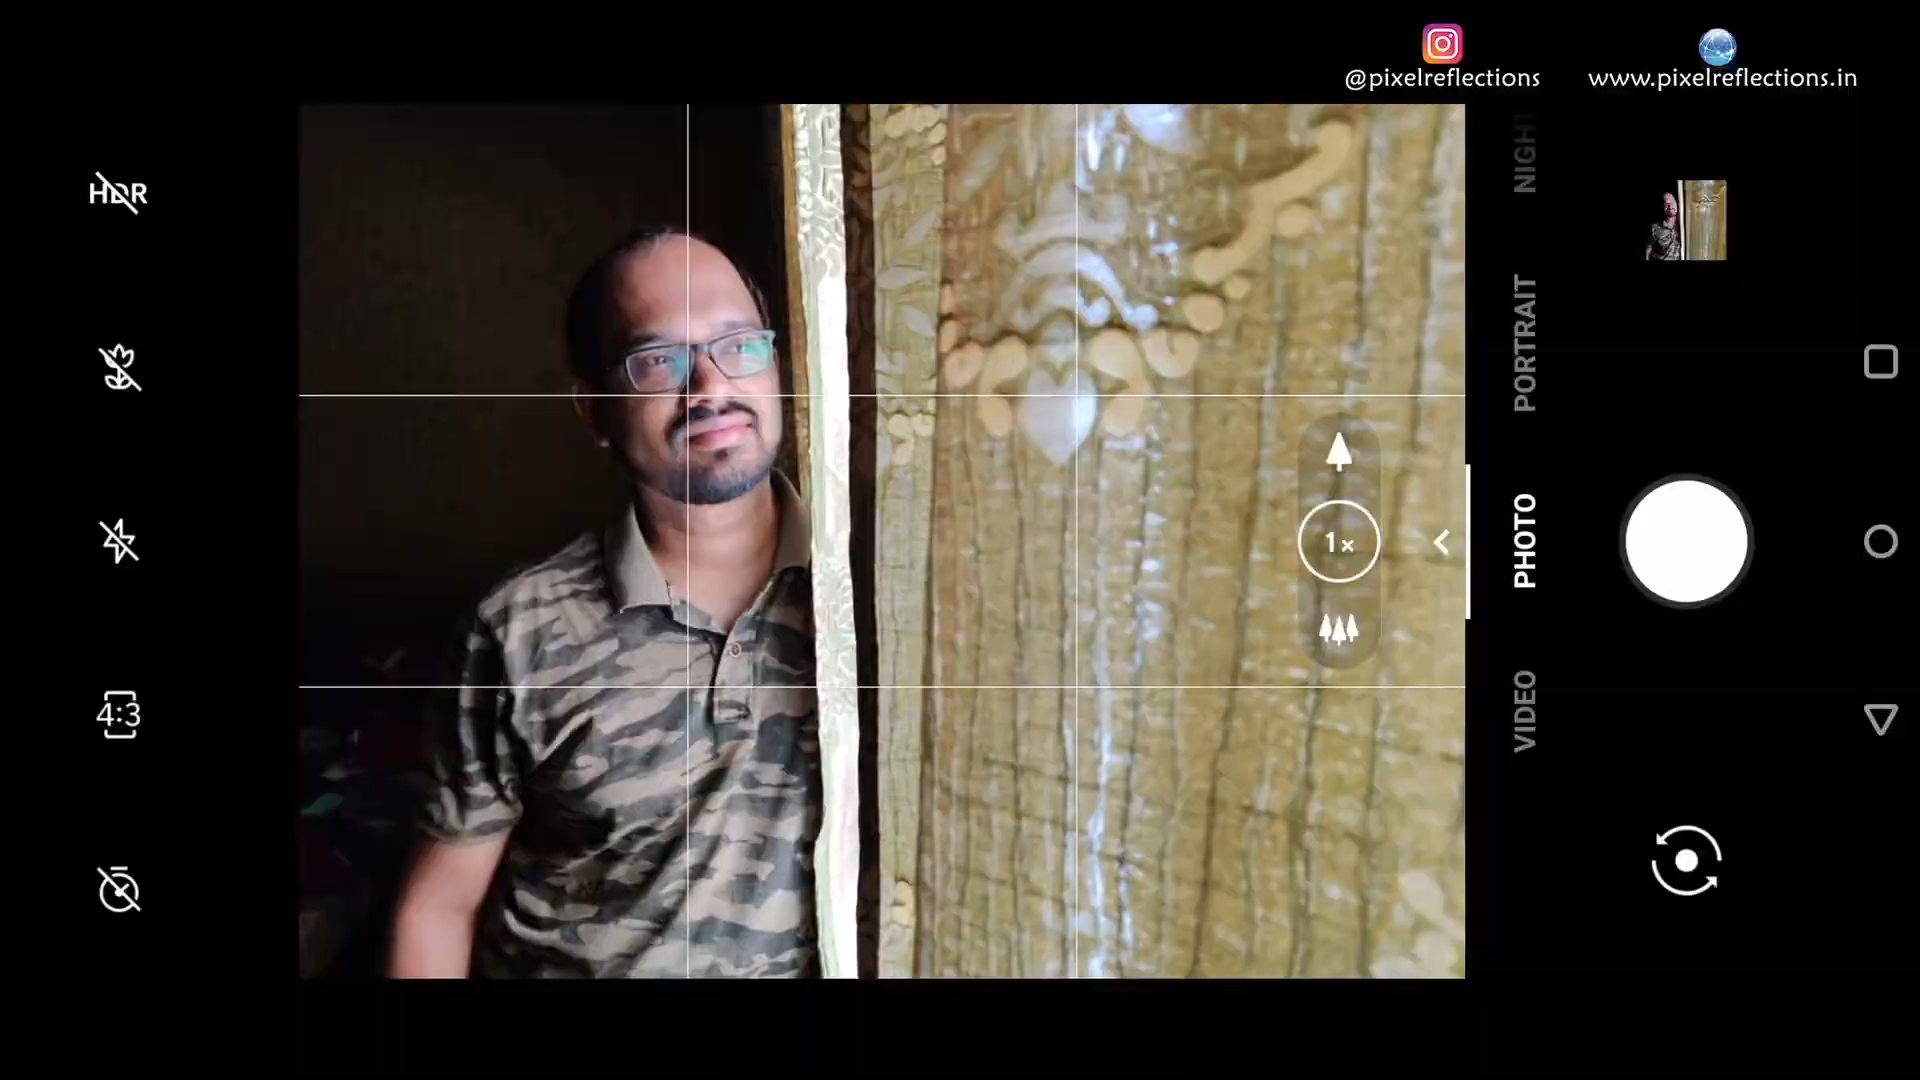 @pixelreflections
www.pixelreflections.in
HDR
NIGHT
PORTRAIT
1x
PHOTO
4:3
VIDEO